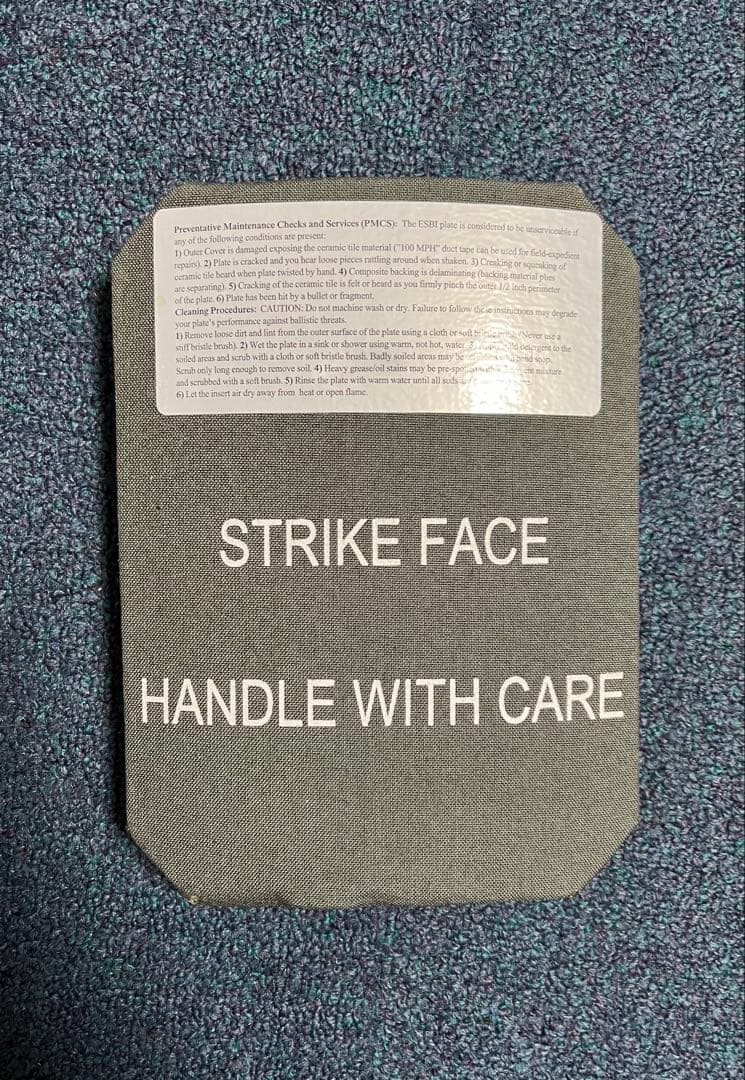 Preventative Maintenance Checks and Services (PMCS): The ESBI plate is considered to be unserviceable if
any of the following conditions are present:
1) Outer Cover is damaged exposing the ceramic tile material ("100 MPH" duct tape can be used for field-expedient
repairs). 2) Plate is cracked and you hear loose pieces rattling around when shaken. 3) Creaking or squeaking of
ceramic tile heard when plate twisted by hand. 4) Composite backing is delaminating (backing material plies
are separating). 5) Cracking of the ceramic tile is felt or heard as you firmly pinch the outer 1/2 inch perimeter
of the plate. 6) Plate has been hit by a bullet or fragment.
Cleaning Procedures: CAUTION: Do not machine wash or dry. Failure to follow these instructions may degrade
your plate's performance against ballistic threats.
1) Remove loose dirt and lint from the outer surface of the plate using a cloth or soft (Never use a
stiff bristle brush). 2) Wet the plate in a sink or shower using warm, not hot, water. 3) detergent to the
soiled areas and scrub with a cloth or soft bristle brush. Badly soiled areas may be soap.
Scrub only long enough to remove soil. 4) Heavy grease/oil stains may be mixture
and scrubbed with a soft brush. 5) Rinse the plate with warm water until all suds
6) Let the insert air dry away from heat or open flame.
STRIKE FACE
HANDLE WITH CARE